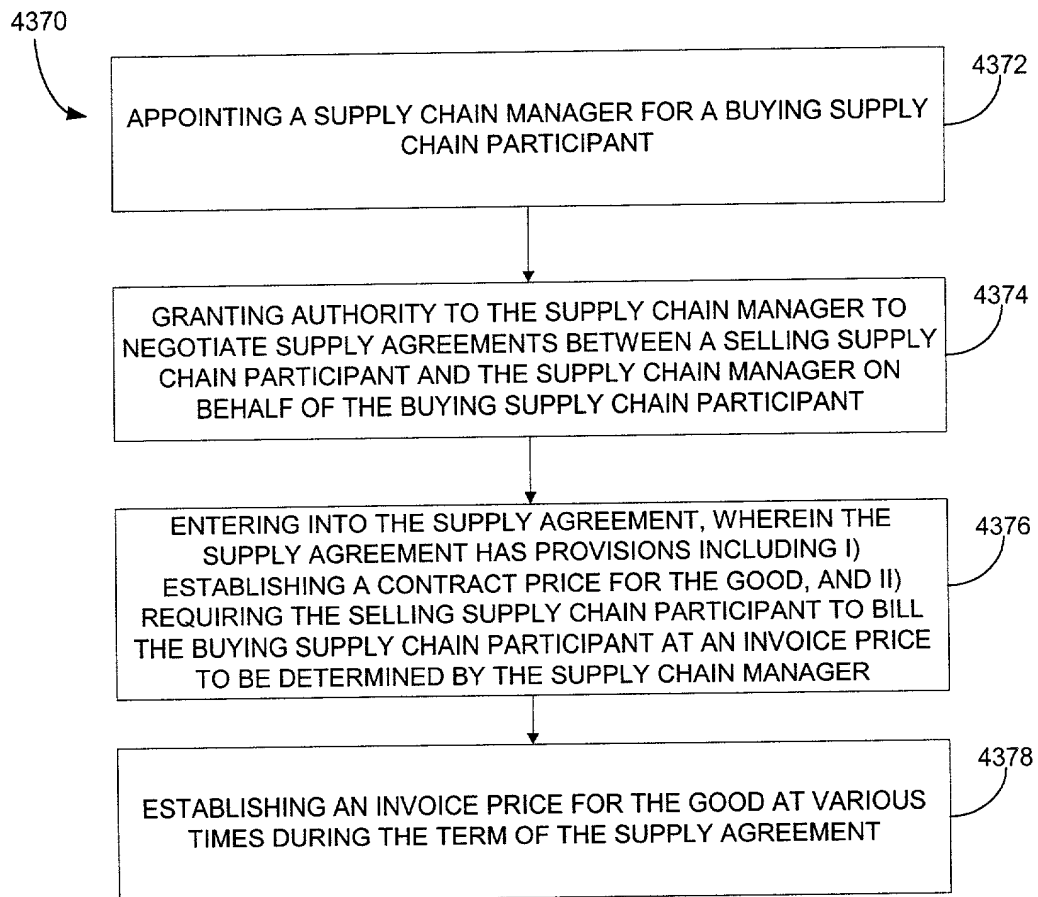 4370
4372
APPOINTING A SUPPLY CHAIN MANAGER FOR A BUYING SUPPLY
CHAIN PARTICIPANT
4374
GRANTING AUTHORITY TO THE SUPPLY CHAIN MANAGER TO
NEGOTIATE SUPPLY AGREEMENTS BETWEEN A SELLING SUPPLY
CHAIN PARTICIPANT AND THE SUPPLY CHAIN MANAGER ON
BEHALF OF THE BUYING SUPPLY CHAIN PARTICIPANT
4376
ENTERING INTO THE SUPPLY AGREEMENT, WHEREIN THE
SUPPLY AGREEMENT HAS PROVISIONS INCLUDING I)
ESTABLISHING A CONTRACT PRICE FOR THE GOOD, AND II)
REQUIRING THE SELLING SUPPLY CHAIN PARTICIPANT TO BILL
THE BUYING SUPPLY CHAIN PARTICIPANT AT AN INVOICE PRICE
TO BE DETERMINED BY THE SUPPLY CHAIN MANAGER
4378
ESTABLISHING AN INVOICE PRICE FOR THE GOOD AT VARIOUS
TIMES DURING THE TERM OF THE SUPPLY AGREEMENT